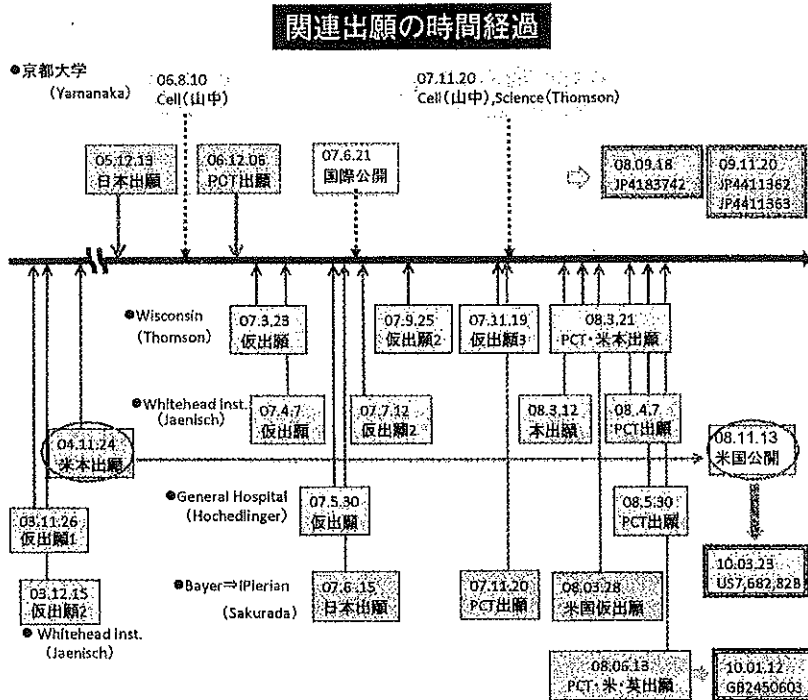 関連出願の時間経過
●京都大学
(Yamanaka)
06.8.10
Cell(山中)
07.11.20
Cell(山中),Science(Thomson)
05.12.13
日本出願
06.12.06
PCT出願
07.6.21
国際公開
08.09.18
JP4183742
09.11.20
JP4411362
JP4411363
●Wisconsin
(Thomson)
07.3.23
仮出願
07.9.25
仮出願2
07.11.19
仮出願3
08.3.21
PCT・米本出願
●Whitehead inst.
(Jaenisch)
07.4.7
仮出願
07.7.12
仮出願2
08.3.12
本出願
08.4.7
PCT出願
04.11.24
米本出願
08.11.13
米国公開
●General Hospital
(Hochedlinger)
07.5.30
仮出願
08.5.30
PCT出願
03.11.26
仮出願1
03.12.15
仮出願2
●Whitehead Inst.
(Jaenisch)
●Bayer⇒iPierian
(Sakurada)
07.6.15
日本出願
07.11.20
PCT出願
08.03.28
米国仮出願
10.03.23
US7,682,828
08.06.13
PCT・米・英出願
10.01.12
GB2450603